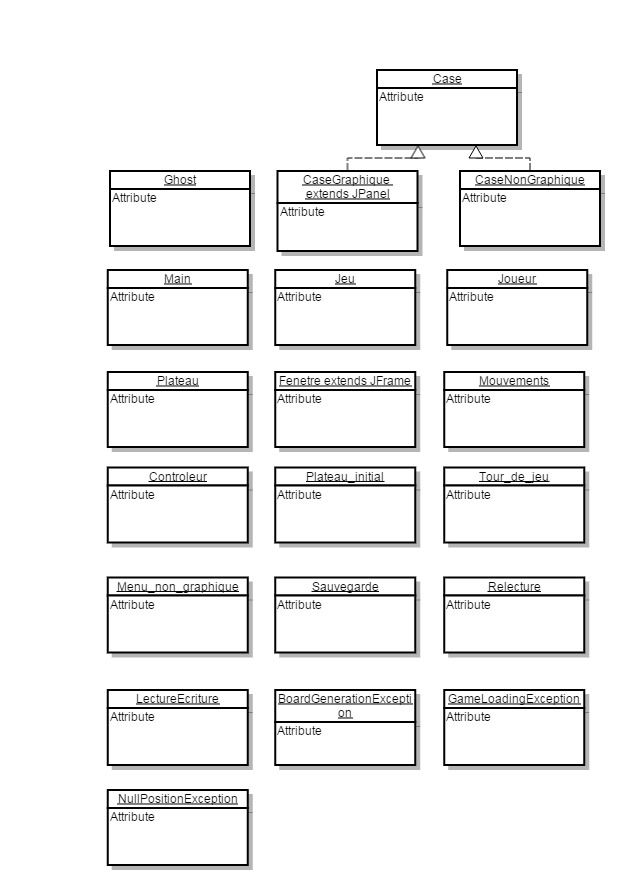 Case
Attribute
Ghost
Attribute
CaseGraphique
extends JPanel
Attribute
CaseNonGraphique
Attribute
Main
Attribute
Jeu
Attribute
Joueur
Attribute
Plateau
Attribute
Fenetre extends JFrame
Attribute
Mouvements
Attribute
Controleur
Attribute
Plateau_initial
Attribute
Tour_de_jeu
Attribute
Menu_non_graphique
Attribute
Sauvegarde
Attribute
Relecture
Attribute
LectureEcriture
Attribute
BoardGenerationExcepti
on
Attribute
GameLoadingException
Attribute
NullPositionException
Attribute